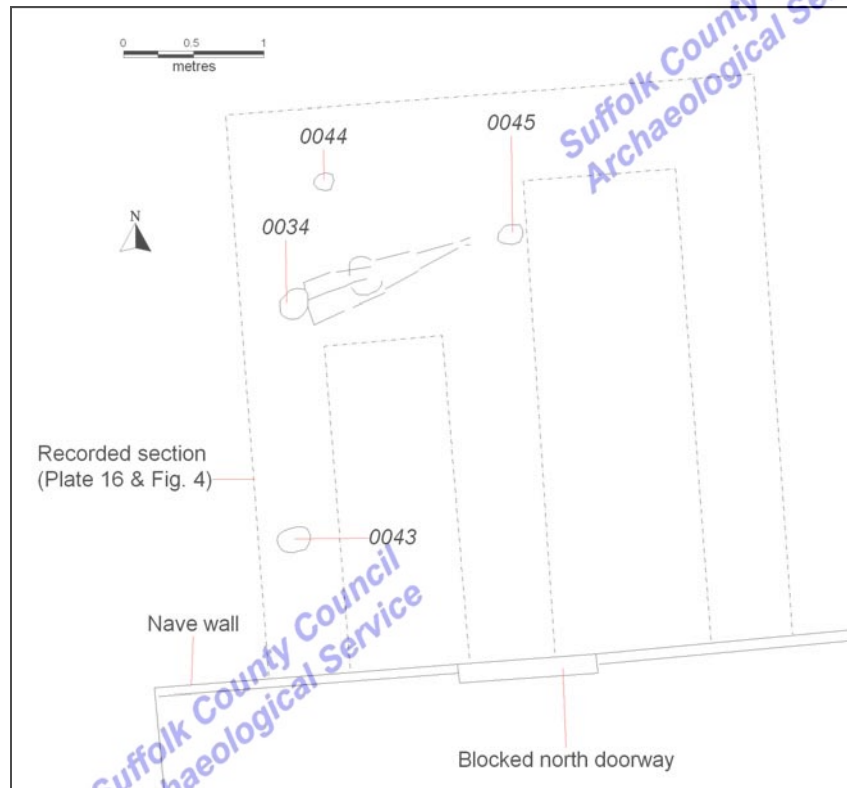 Suffolk County
Archaeological Se
0 0.5 1
metres
0044
0045
N
0034
Recorded section
(Plate 16 & Fig. 4)
0043
Nave wall
Suffolk County Council
Archaeological Service
Blocked north doorway